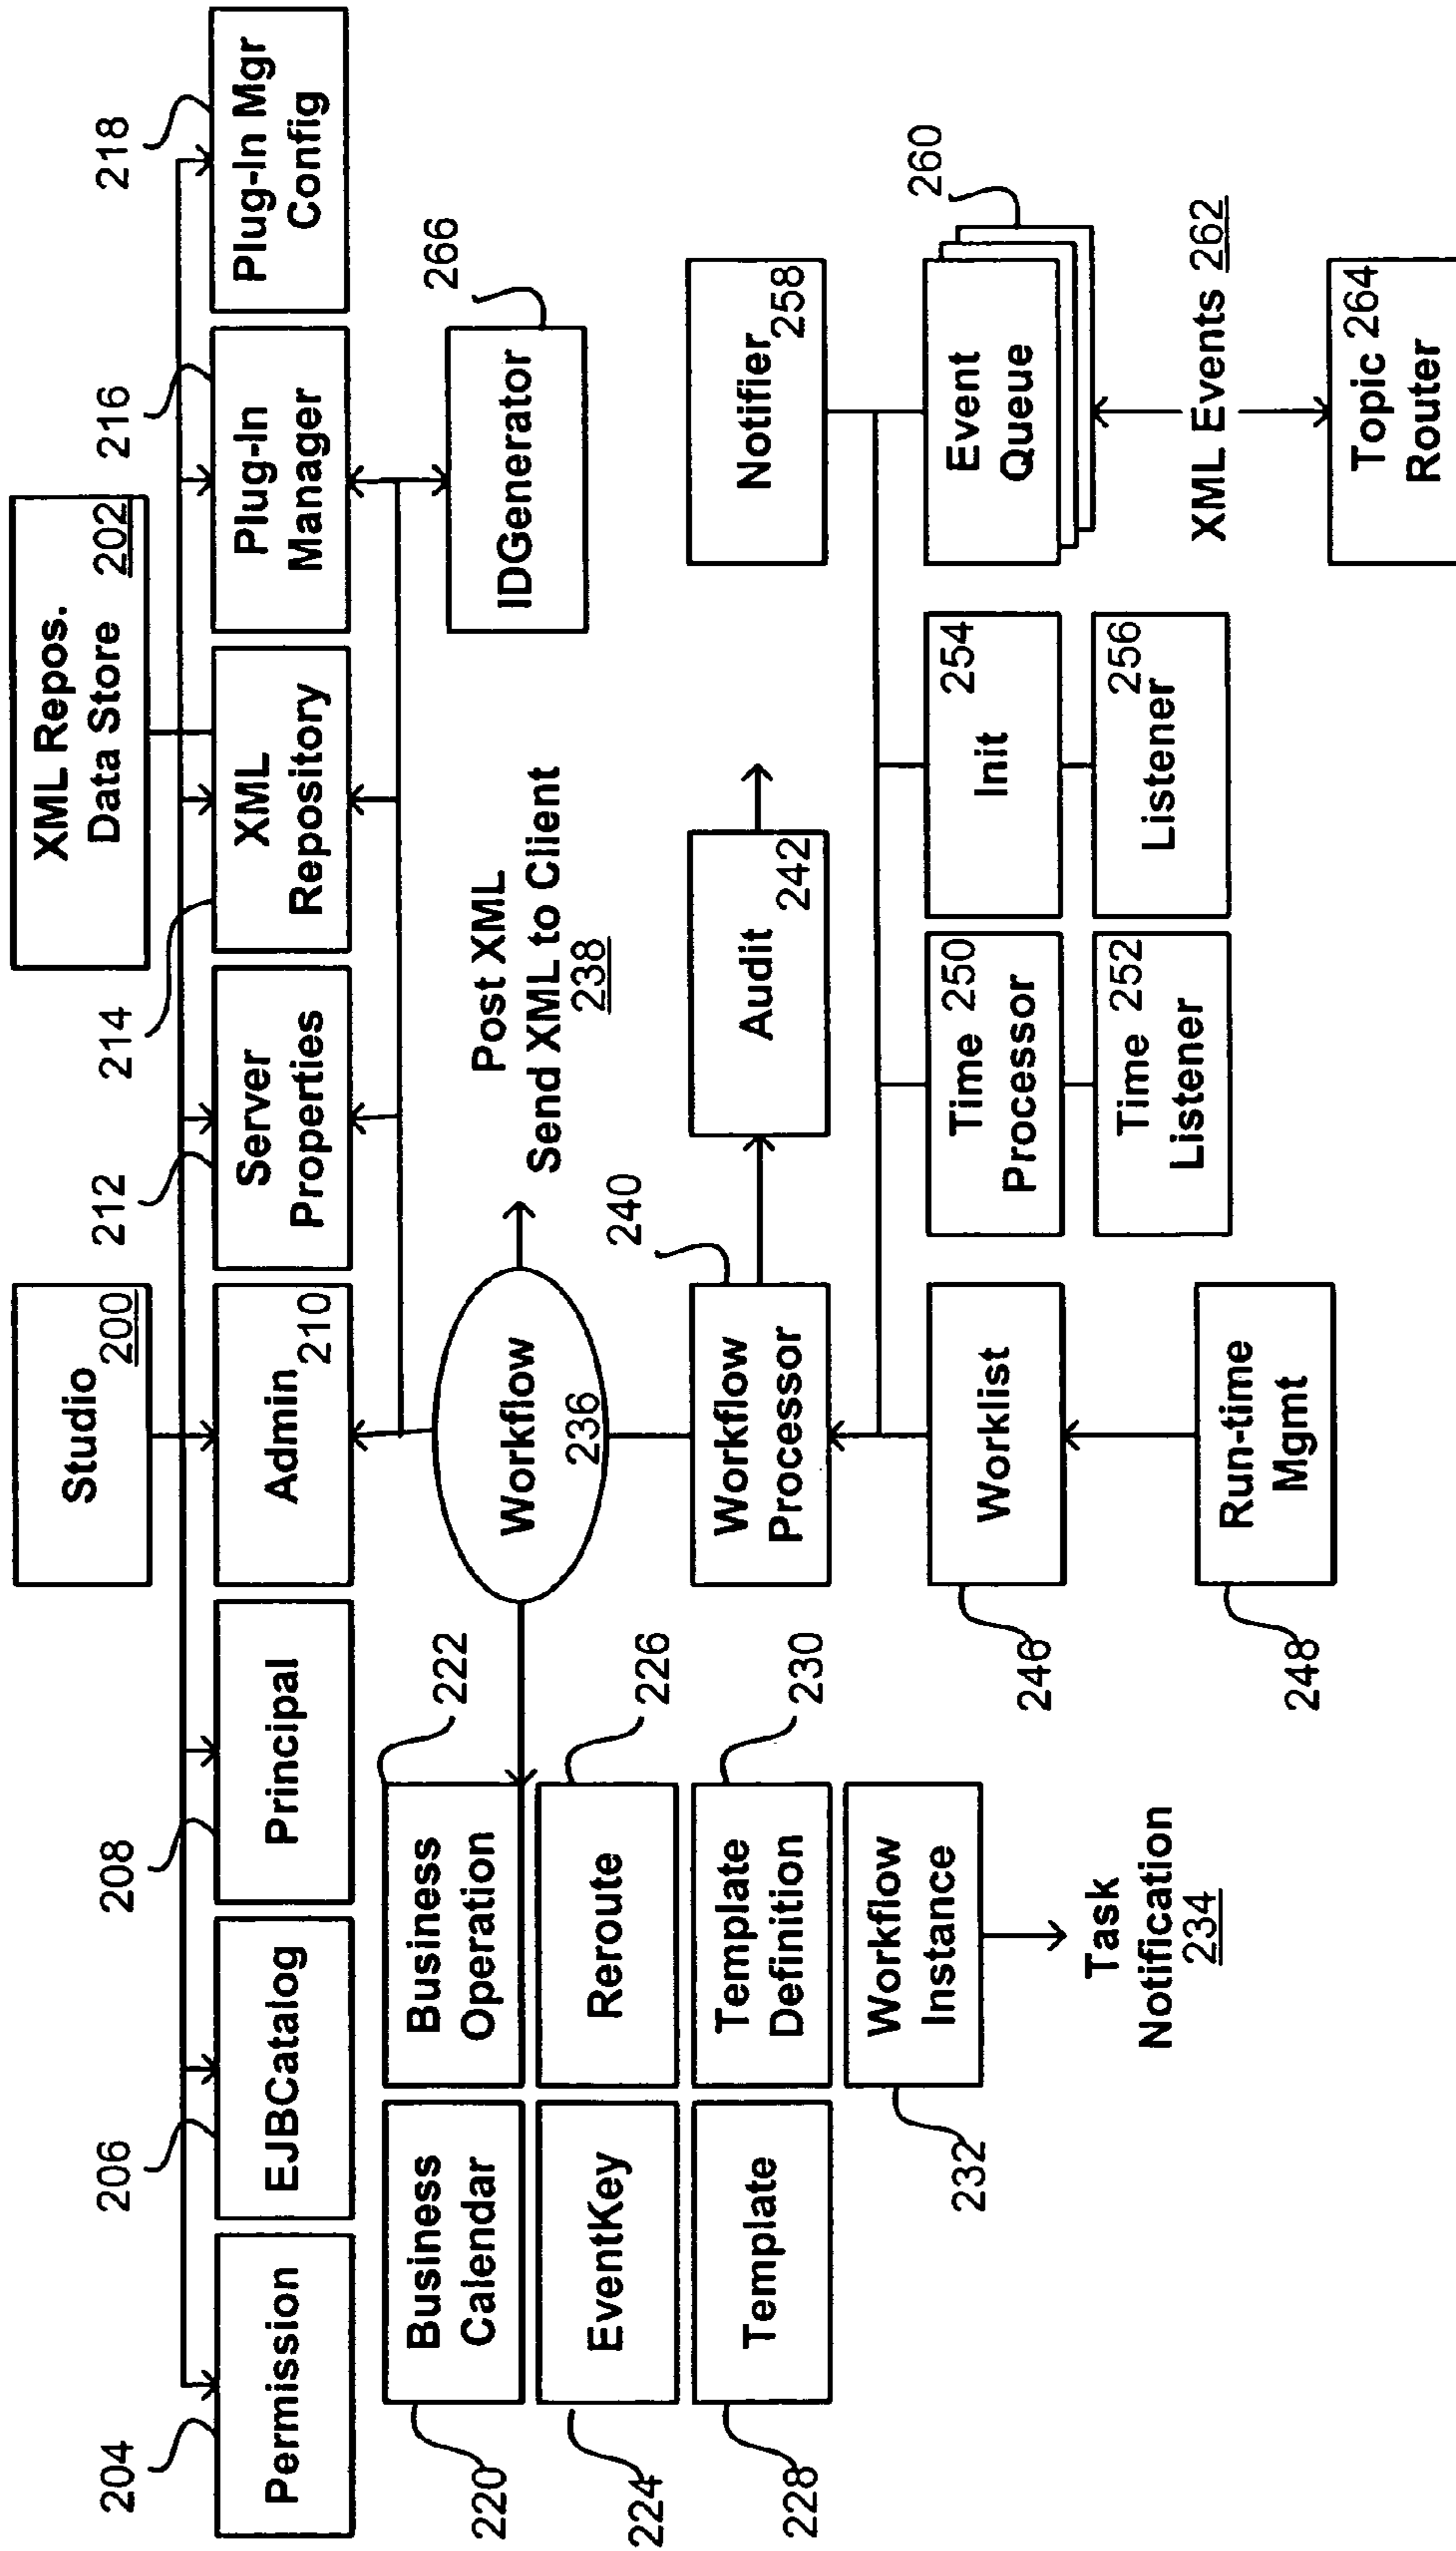 Studio
200
XML Repos.
Data Store 202
204
206
208
212
214
216
218
Permission
EJBCatalog
Principal
Admin
210
Server
Properties
XML
Repository
Plug-In
Manager
Plug-In Mgr
Config
220
Business
Calendar
Business
Operation
222
224
EventKey
Reroute
226
228
Template
Template
Definition
230
232
Workflow
Instance
Task
Notification
234
Workflow
236
Post XML
Send XML to Client
238
IDGenerator
266
Workflow
Processor
240
Audit
242
Notifier
258
246
Worklist
248
Run-time
Mgmt
Time 250
Processor
Time 252
Listener
254
Init
256
Listener
Event
Queue
260
XML Events 262
Topic 264
Router